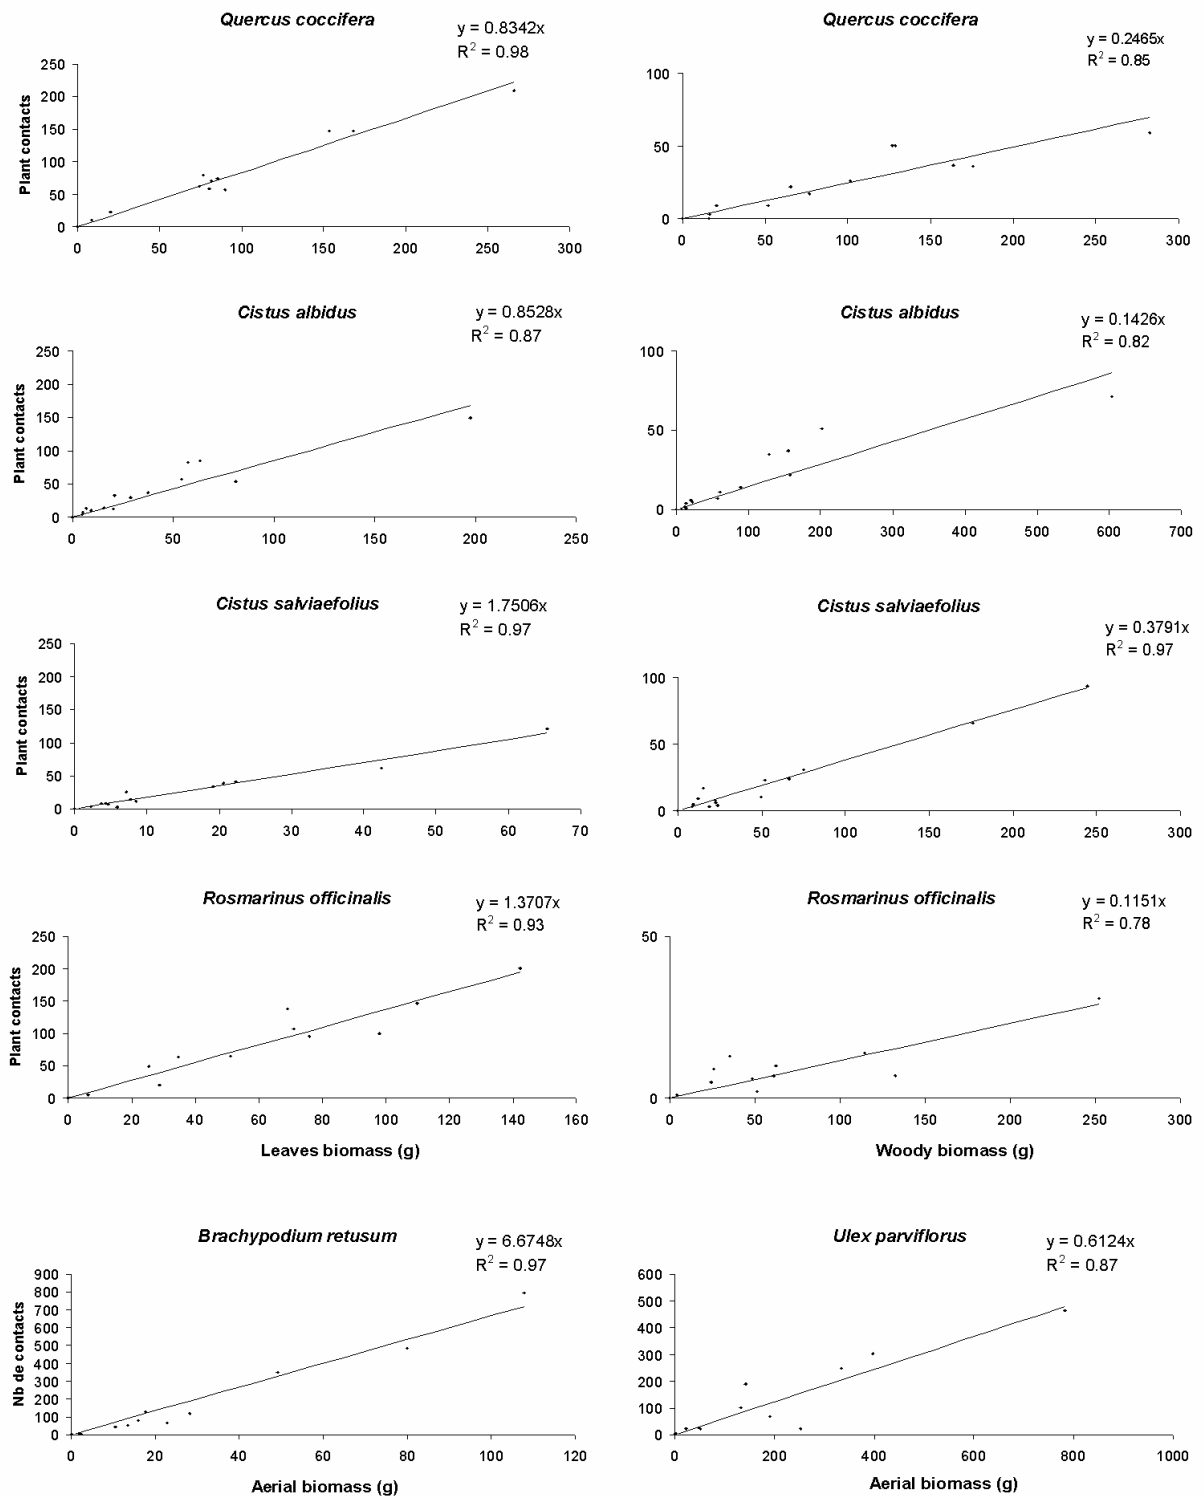 Quercus coccifera
y = 0.8342x
R2 = 0.98
Plant contacts
250
200
150
100
50
0
0 50 100 150 200 250 300
Quercus coccifera
y = 0.2465x
R2 = 0.85
100
50
0
0 50 100 150 200 250 300
Cistus albidus
y = 0.8528x
R2 = 0.87
Plant contacts
250
200
150
100
50
0
0 50 100 150 200 250
Cistus albidus
y = 0.1426x
R2 = 0.82
100
50
0
0 100 200 300 400 500 600 700
Cistus salviaefolius
y = 1.7506x
R2 = 0.97
Plant contacts
250
200
150
100
50
0
0 10 20 30 40 50 60 70
Cistus salviaefolius
y = 0.3791x
R2 = 0.97
100
50
0
0 50 100 150 200 250 300
Rosmarinus officinalis
y = 1.3707x
R2 = 0.93
Plant contacts
250
200
150
100
50
0
0 20 40 60 80 100 120 140 160
Leaves biomass (g)
Rosmarinus officinalis
y = 0.1151x
R2 = 0.78
50
0
0 50 100 150 200 250 300
Woody biomass (g)
Brachypodium retusum
y = 6.6748x
R2 = 0.97
Nb de contacts
900
800
700
600
500
400
300
200
100
0
0 20 40 60 80 100 120
Aerial biomass (g)
Ulex parviflorus
y = 0.6124x
R2 = 0.87
600
500
400
300
200
100
0
0 200 400 600 800 1000
Aerial biomass (g)